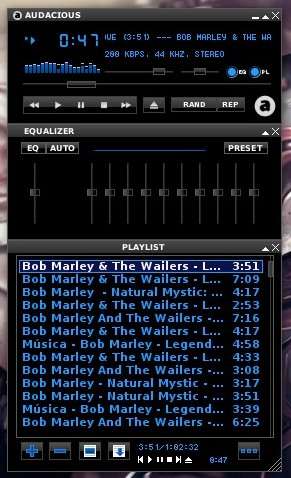 AUDACIOUS
0:47
UE (3:51) --- BOB MARLEY & THE WA
200 KBPS, 44 KHZ, STEREO
EQ PL
RAND REP
a
EQUALIZER
EQ AUTO PRESET
PLAYLIST
Bob Marley & The Wailers - L... 3:51
Bob Marley & The Wailers - L... 7:09
Bob Marley  - Natural Mystic: ... 4:17
Bob Marley & The Wailers - L... 2:53
Bob Marley And The Wailers - ... 7:16
Bob Marley & The Wailers - L... 4:17
Música - Bob Marley - Legend... 4:58
Bob Marley & The Wailers - L... 4:33
Bob Marley And The Wailers - ... 3:08
Bob Marley - Natural Mystic - ... 3:17
Bob Marley - Natural Mystic - ... 3:51
Música - Bob Marley - Legend... 3:39
Bob Marley And The Wailers - ... 6:25
3:51/1:02:32
0:47